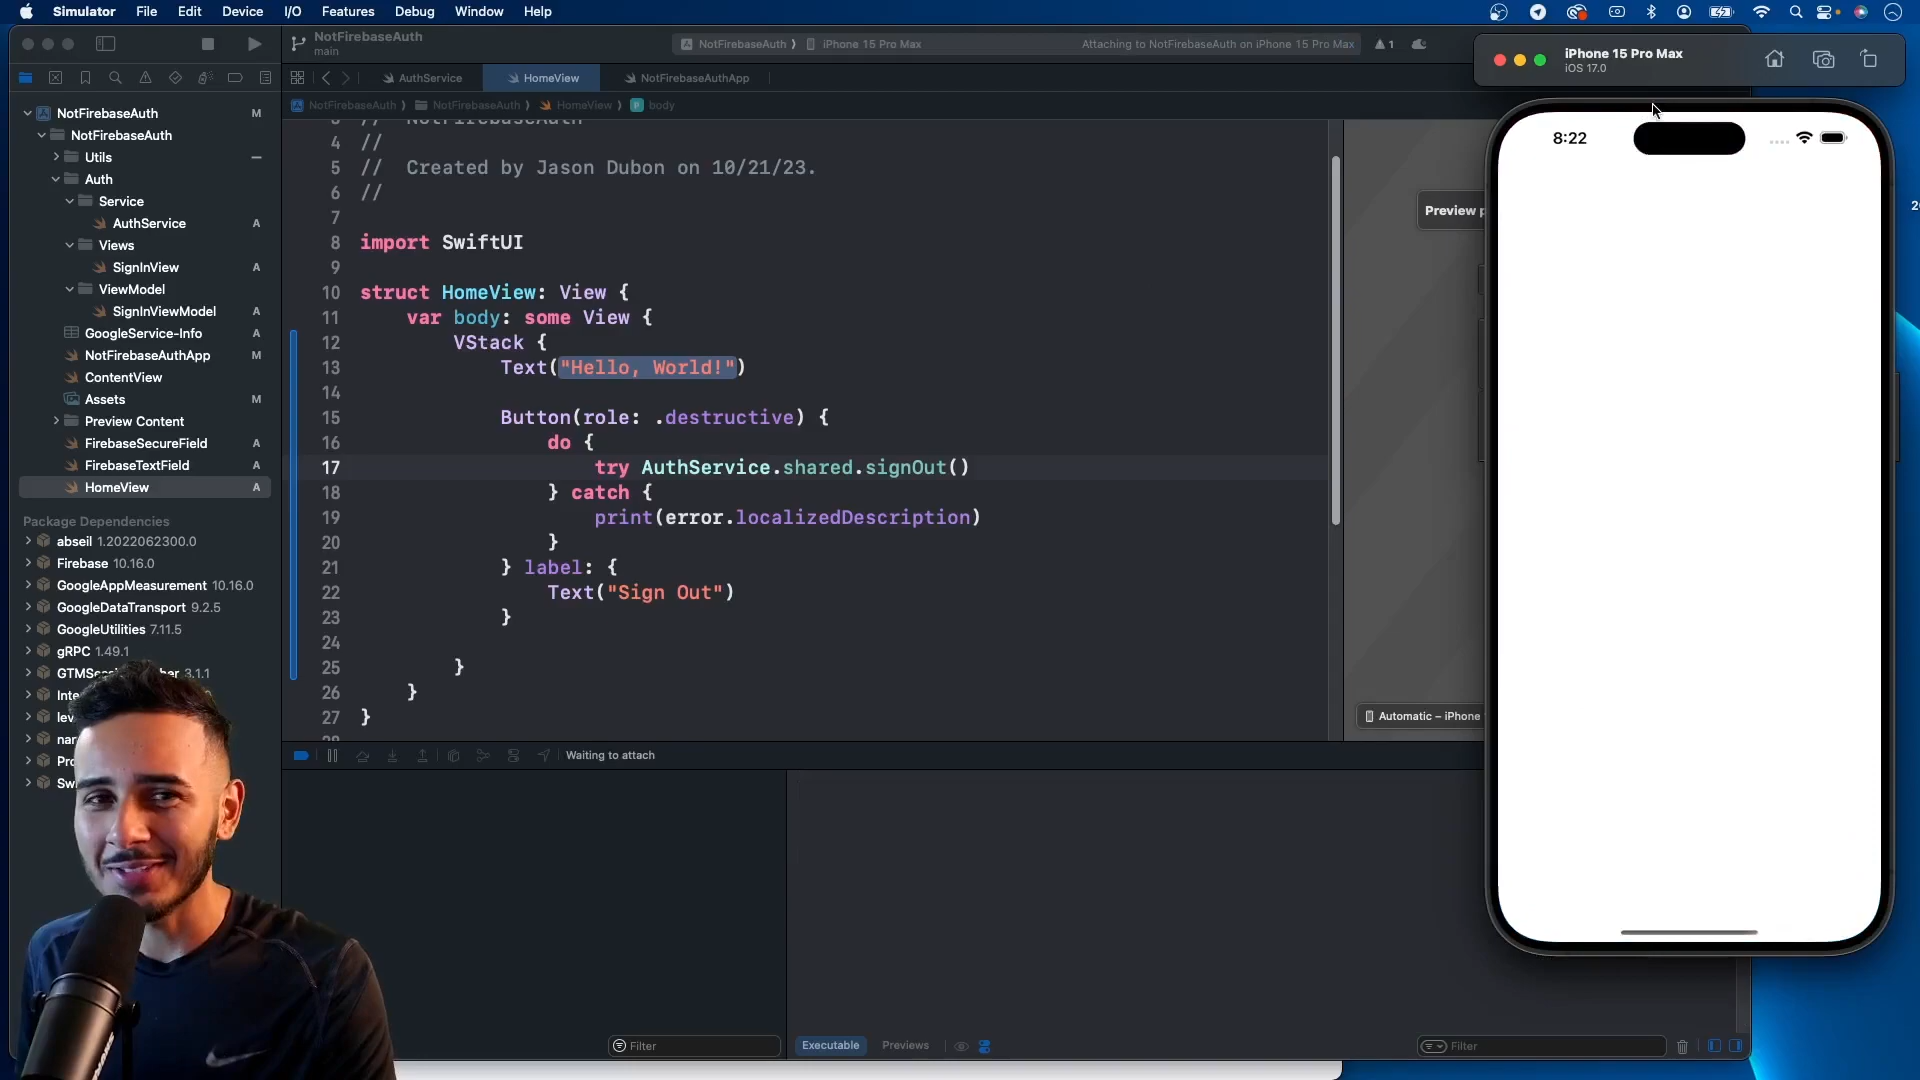 Simulator File Edit Device I/O Features Debug Window Help
NotFirebaseAuth
main
NotFirebaseAuth ⟩ iPhone 15 Pro Max
Attaching to NotFirebaseAuth on iPhone 15 Pro Max
1
AuthService
HomeView
NotFirebaseAuthApp
NotFirebaseAuth ⟩ NotFirebaseAuth ⟩ HomeView ⟩ body
NotFirebaseAuth M
NotFirebaseAuth
Utils
Auth
Service
AuthService A
Views
SignInView A
ViewModel
SignInViewModel A
GoogleService-Info A
NotFirebaseAuthApp M
ContentView
Assets M
Preview Content
FirebaseSecureField A
FirebaseTextField A
HomeView A
Package Dependencies
abseil 1.2022062300.0
Firebase 10.16.0
GoogleAppMeasurement 10.16.0
GoogleDataTransport 9.2.5
GoogleUtilities 7.11.5
gRPC 1.49.1
3.1.1
3 // NotFirebaseAuth
4 //
5 // Created by Jason Dubon on 10/21/23.
6 //
7
8 import SwiftUI
9
10 struct HomeView: View {
11 var body: some View {
12 VStack {
13 Text("Hello, World!")
14
15 Button(role: .destructive) {
16 do {
17 try AuthService.shared.signOut()
18 } catch {
19 print(error.localizedDescription)
20 }
21 } label: {
22 Text("Sign Out")
23 }
24
25 }
26 }
27 }
Preview
Automatic – iPhone
Waiting to attach
Filter
Executable Previews
Filter
iPhone 15 Pro Max
iOS 17.0
8:22